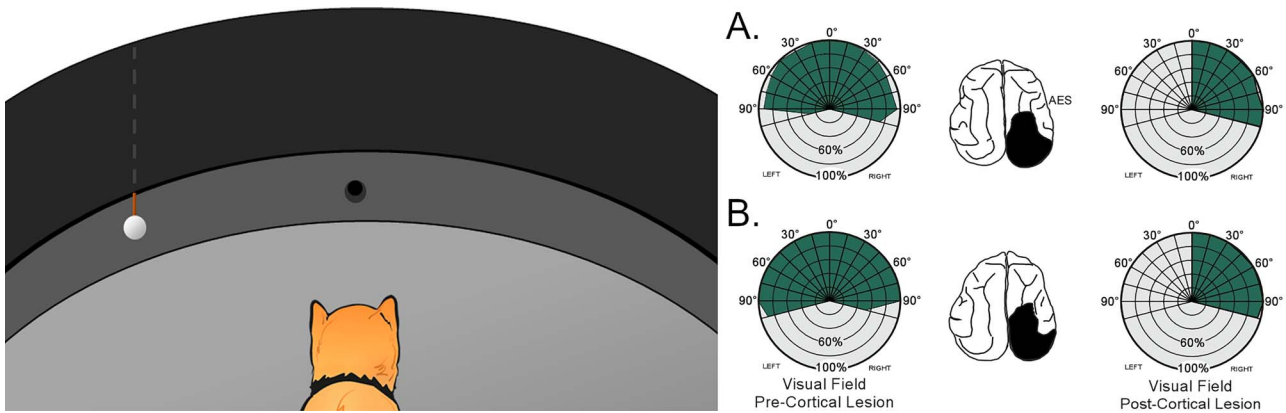 A.
0°
30° 30°
60° 60°
90° 90°
60%
100%
LEFT RIGHT
AES
0°
30° 30°
60° 60°
90° 90°
60%
100%
LEFT RIGHT
B.
0°
30° 30°
60° 60°
90° 90°
60%
100%
LEFT RIGHT
Visual Field
Pre-Cortical Lesion
0°
30° 30°
60° 60°
90° 90°
60%
100%
LEFT RIGHT
Visual Field
Post-Cortical Lesion